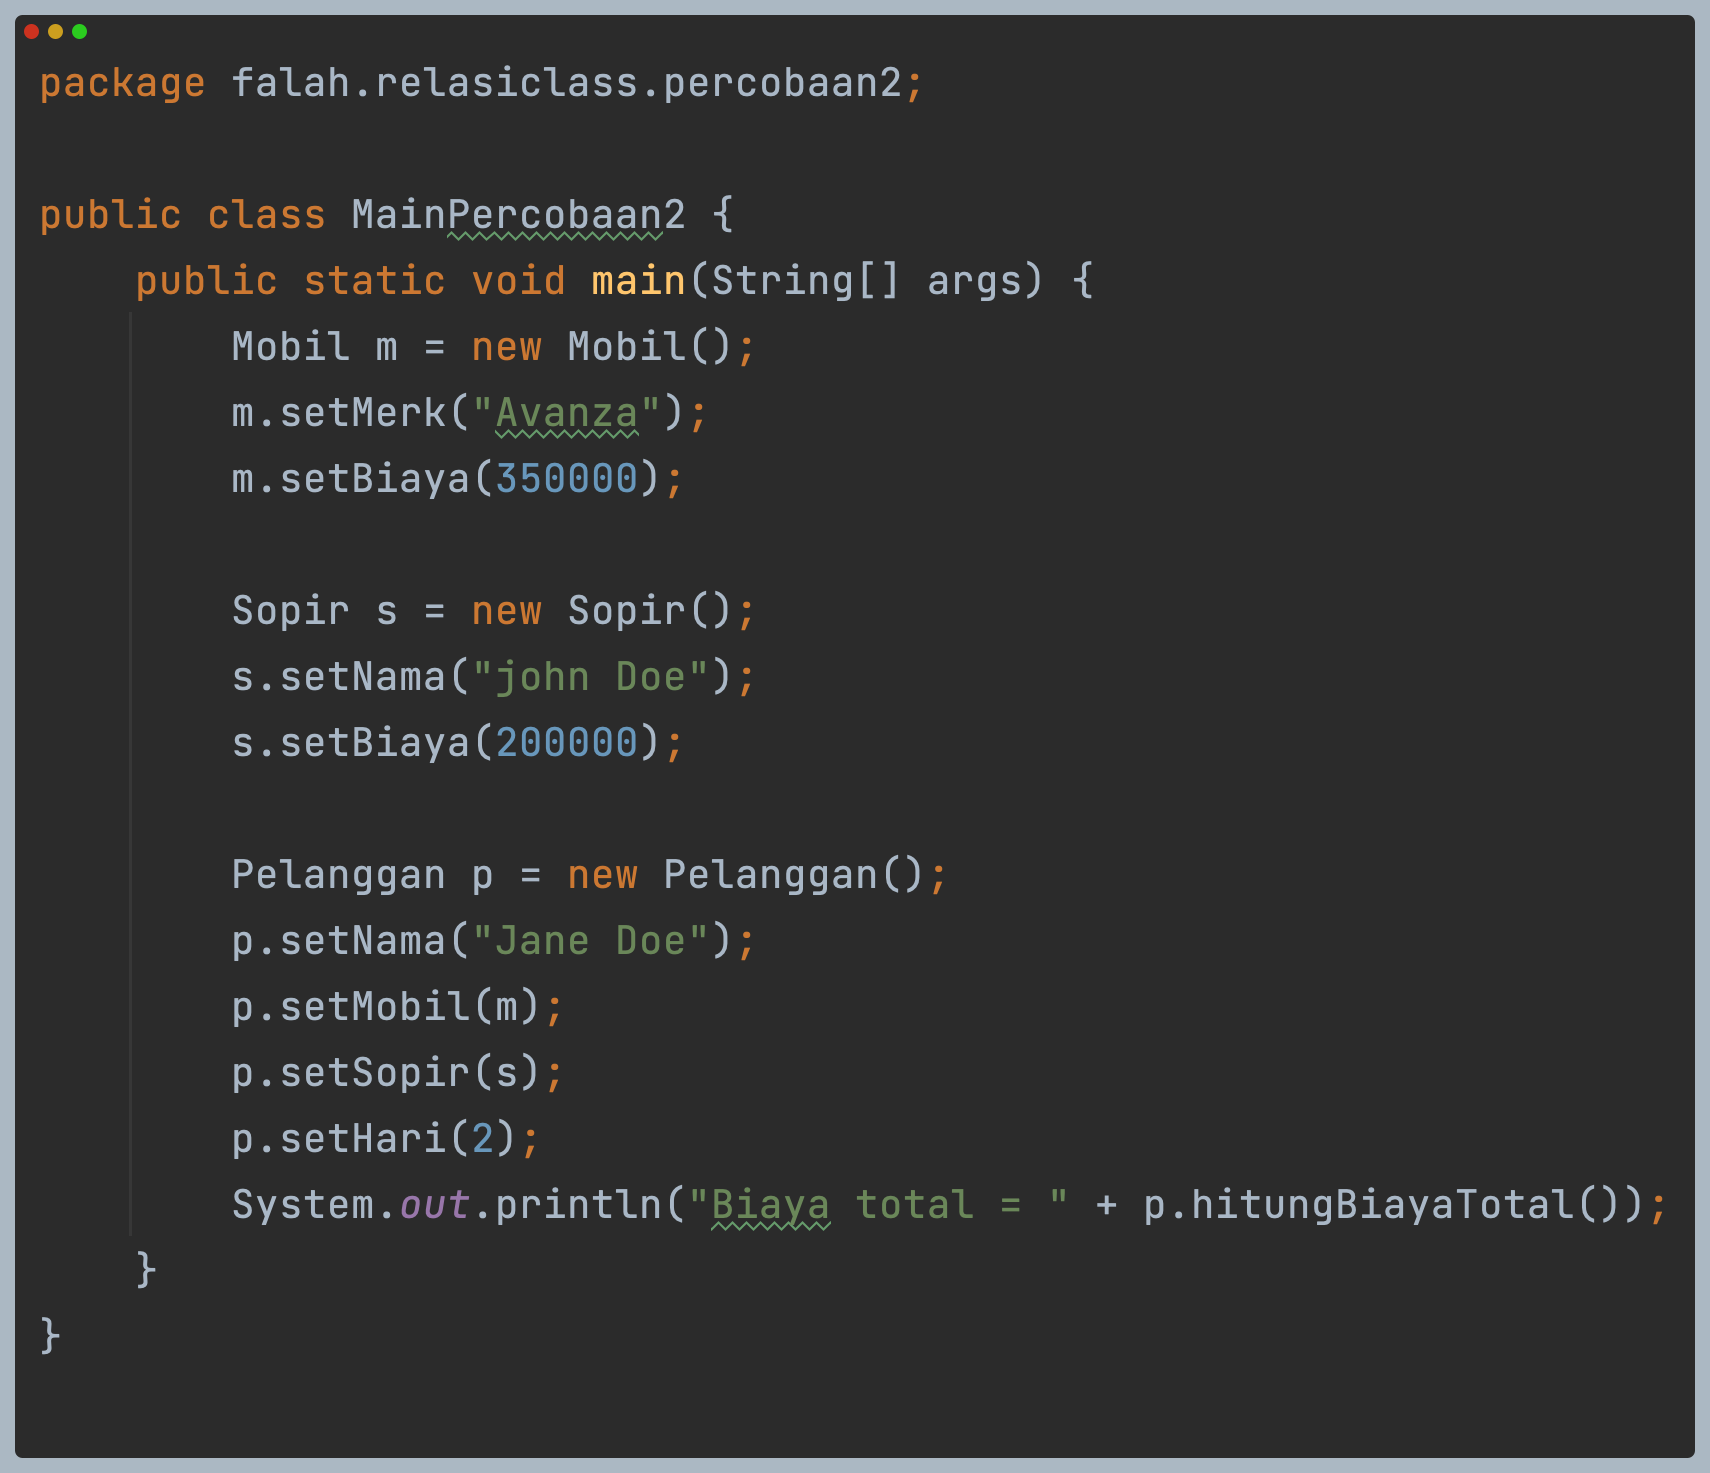 package falah.relasiclass.percobaan2;
public class MainPercobaan2 {
public static void main(String[] args) {
Mobil m = new Mobil();
m.setMerk("Avanza");
m.setBiaya(350000);
Sopir s = new Sopir();
s.setNama("john Doe");
s.setBiaya(200000);
Pelanggan p = new Pelanggan();
p.setNama("Jane Doe");
p.setMobil(m);
p.setSopir(s);
p.setHari(2);
System.out.println("Biaya total = " + p.hitungBiayaTotal());
}
}